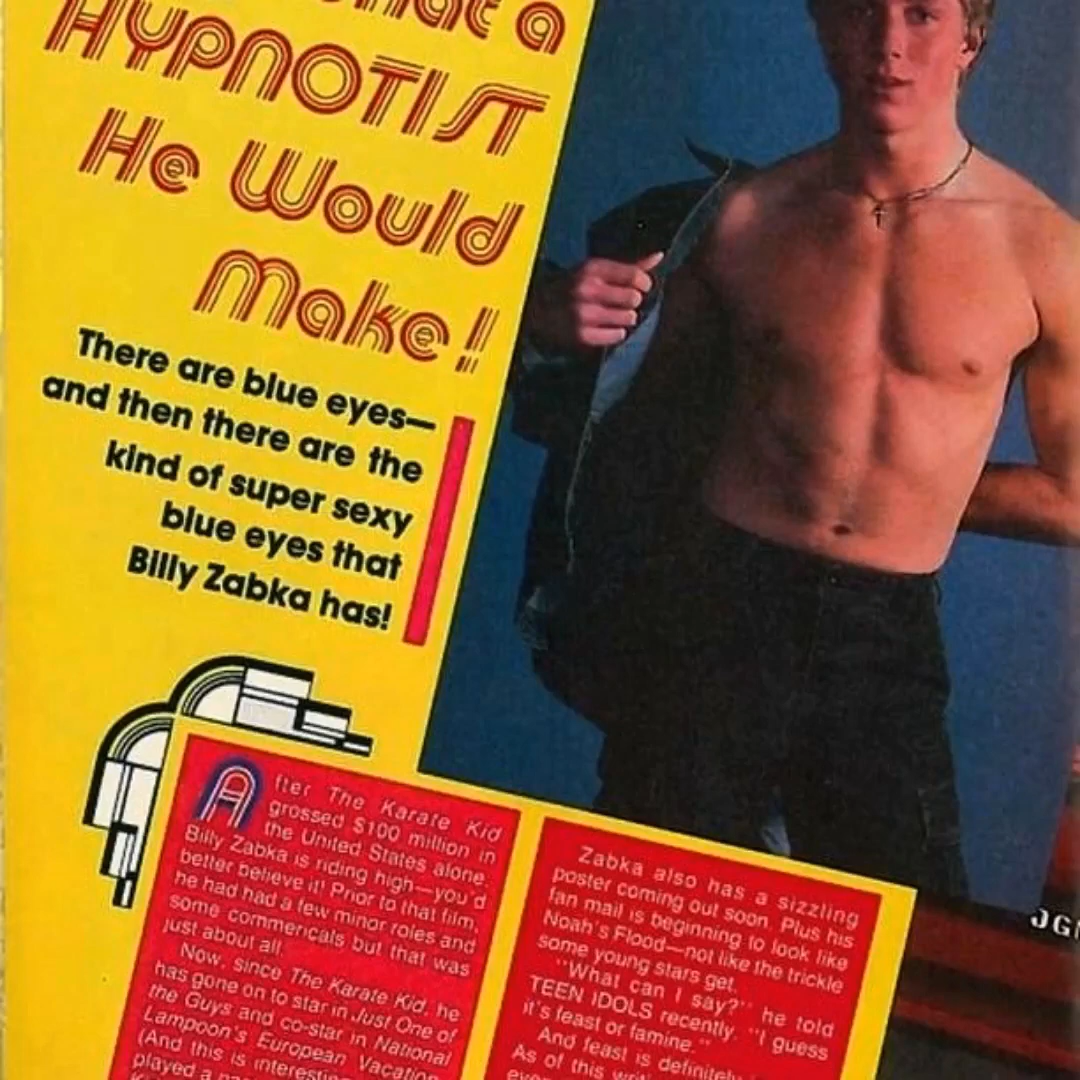 What a
HYPNOTIST
He Would
Make!
There are blue eyes—
and then there are the
kind of super sexy
blue eyes that
Billy Zabka has!
After The Karate Kid
grossed $100 million in
the United States alone,
Billy Zabka is riding high—you'd
better believe it! Prior to that film,
he had had a few minor roles and
some commericals but that was
just about all.
Now, since The Karate Kid, he
has gone on to star in Just One of
the Guys and co-star in National
Lampoon's European Vacation.
(And this is
played a
Zabka also has a sizzling
poster coming out soon. Plus his
fan mail is beginning to look like
Noah's Flood—not like the trickle
some young stars get.
"What can I say?" he told
TEEN IDOLS recently. "I guess
it's feast or famine."
And feast is definitely
As of this